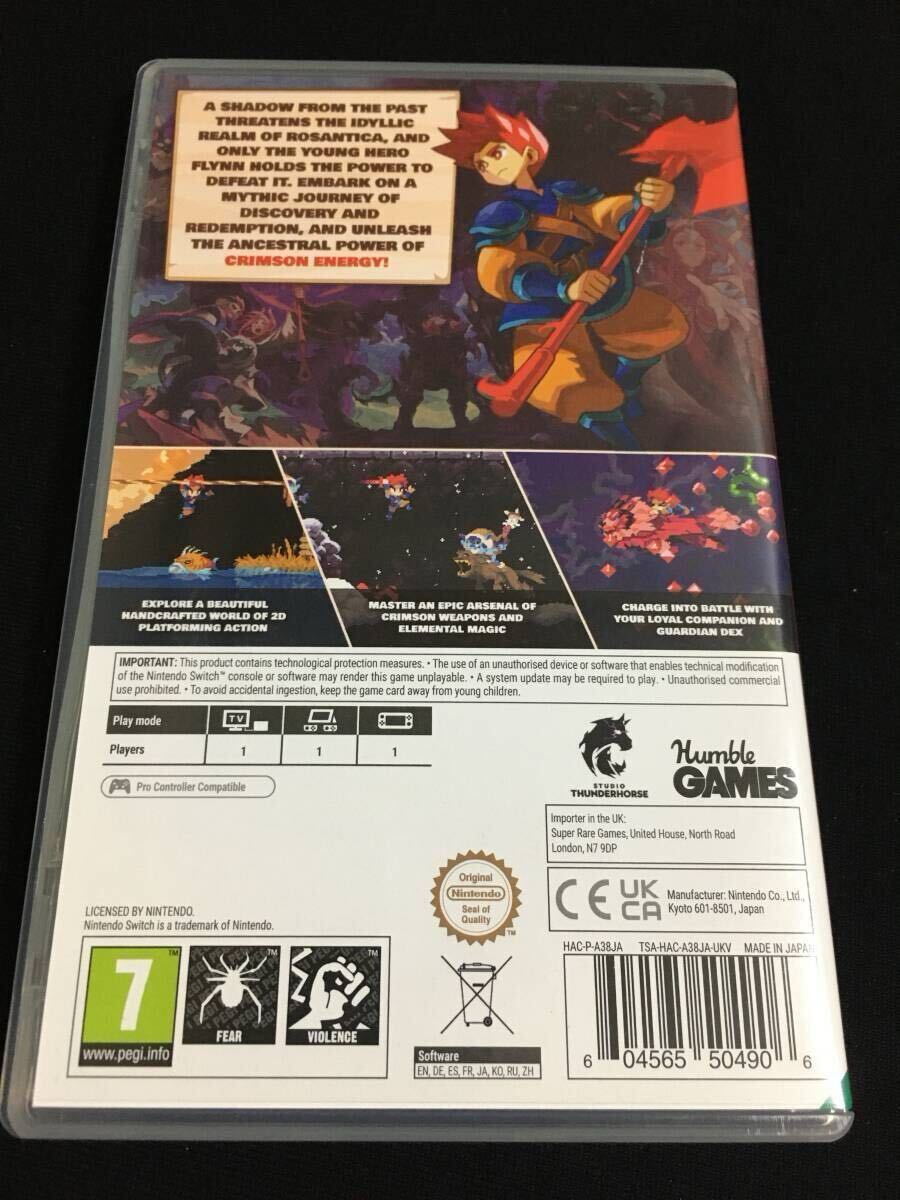 A SHADOW FROM THE PAST
THREATENS THE IDYLLIC
REALM OF ROSANTICA, AND
ONLY THE YOUNG HERO
FLYNN HOLDS THE POWER TO
DEFEAT IT. EMBARK ON A
MYTHIC JOURNEY OF
DISCOVERY AND
REDEMPTION, AND UNLEASH
THE ANCESTRAL POWER OF
CRIMSON ENERGY!
EXPLORE A BEAUTIFUL
HANDCRAFTED WORLD OF 2D
PLATFORMING ACTION
MASTER AN EPIC ARSENAL OF
CRIMSON WEAPONS AND
ELEMENTAL MAGIC
CHARGE INTO BATTLE WITH
YOUR LOYAL COMPANION AND
GUARDIAN DEX
IMPORTANT: This product contains technological protection measures. • The use of an unauthorised device or software that enables technical modification
of the Nintendo Switch™ console or software may render this game unplayable. • A system update may be required to play. • Unauthorised commercial
use prohibited. • To avoid accidental ingestion, keep the game card away from young children.
Play mode TV
Players 1 1 1
Pro Controller Compatible
STUDIO
THUNDERHORSE
Humble
GAMES
Importer in the UK:
Super Rare Games, United House, North Road
London, N7 9DP
CE UK
CA
Manufacturer: Nintendo Co., Ltd.,
Kyoto 601-8501, Japan
Original
Nintendo
Seal of
Quality
TM
LICENSED BY NINTENDO.
Nintendo Switch is a trademark of Nintendo.
HAC-P-A38JA TSA-HAC-A38JA-UKV MADE IN JAPAN
7
TM
www.pegi.info
TM
FEAR
TM
VIOLENCE
Software
EN, DE, ES, FR, JA, KO, RU, ZH
6 04565 50490 6